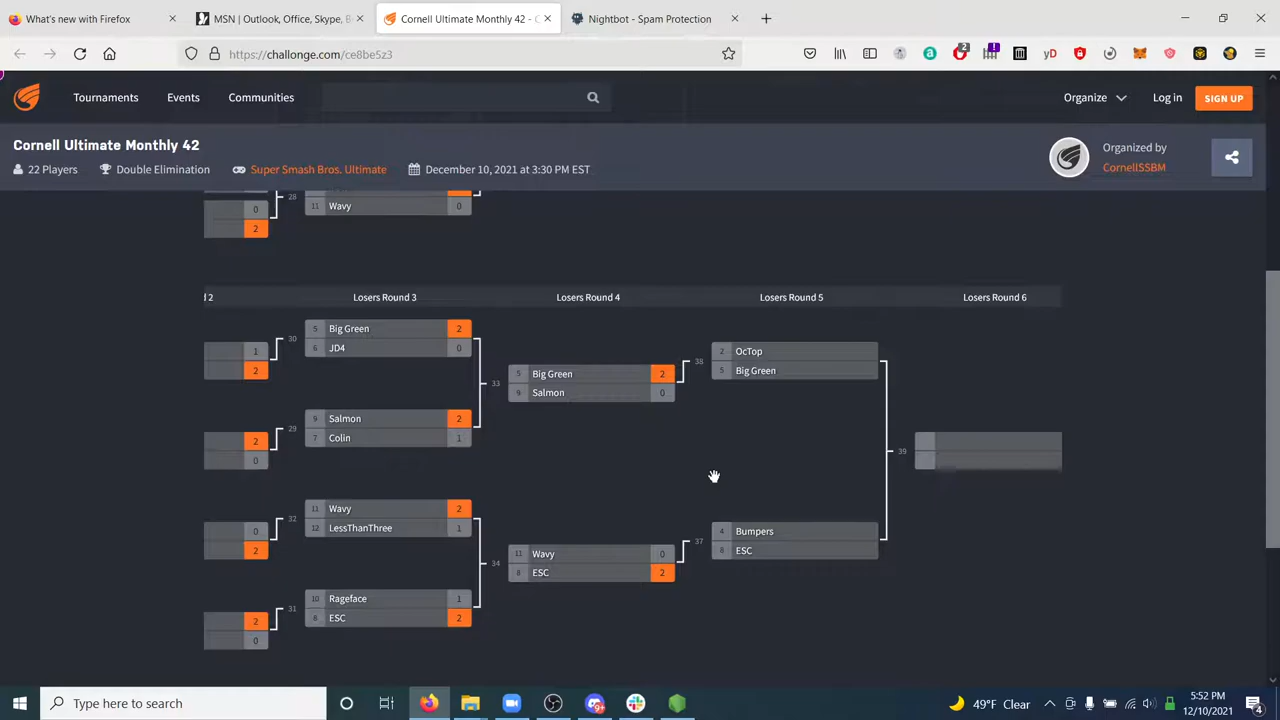 What's new with Firefox
MSN | Outlook, Office, Skype, B
Cornell Ultimate Monthly 42 - C
Nightbot - Spam Protection
https://challonge.com/ce8be5z3
2
1
yD
Tournaments
Events
Communities
Organize
Log in
SIGN UP
Cornell Ultimate Monthly 42
22 Players
Double Elimination
Super Smash Bros. Ultimate
December 10, 2021 at 3:30 PM EST
Organized by
CornellSSBM
28
0
2
11 Wavy 0
d 2
Losers Round 3
Losers Round 4
Losers Round 5
Losers Round 6
1
2
30
5 Big Green 2
6 JD4 0
2
0
29
9 Salmon 2
7 Colin 1
33
5 Big Green 2
9 Salmon 0
38
2 OcTop
5 Big Green
39
0
2
32
11 Wavy 2
12 LessThanThree 1
2
0
31
10 Rageface 1
8 ESC 2
34
11 Wavy 0
8 ESC 2
37
4 Bumpers
8 ESC
Type here to search
49°F Clear
5:52 PM
12/10/2021
4